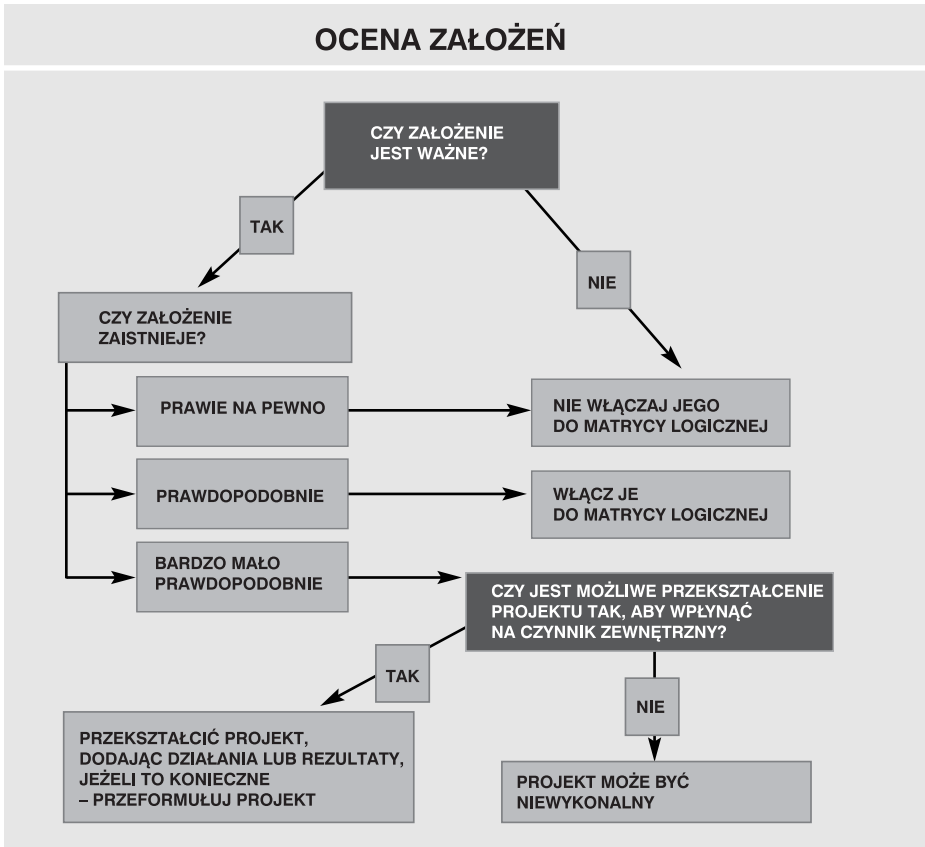 OCENA ZAŁOŻEŃ
CZY ZAŁOŻENIE
JEST WAŻNE?
TAK
NIE
CZY ZAŁOŻENIE
ZAISTNIEJE?
PRAWIE NA PEWNO
NIE WŁĄCZAJ JEGO
DO MATRYCY LOGICZNEJ
PRAWDOPODOBNIE
WŁĄCZ JE
DO MATRYCY LOGICZNEJ
BARDZO MAŁO
PRAWDOPODOBNIE
CZY JEST MOŻLIWE PRZEKSZTAŁCENIE
PROJEKTU TAK, ABY WPŁYNĄĆ
NA CZYNNIK ZEWNĘTRZNY?
TAK
NIE
PRZEKSZTAŁCIĆ PROJEKT,
DODAJĄC DZIAŁANIA LUB REZULTATY,
JEŻELI TO KONIECZNE
– PRZEFORMUŁUJ PROJEKT
PROJEKT MOŻE BYĆ
NIEWYKONALNY